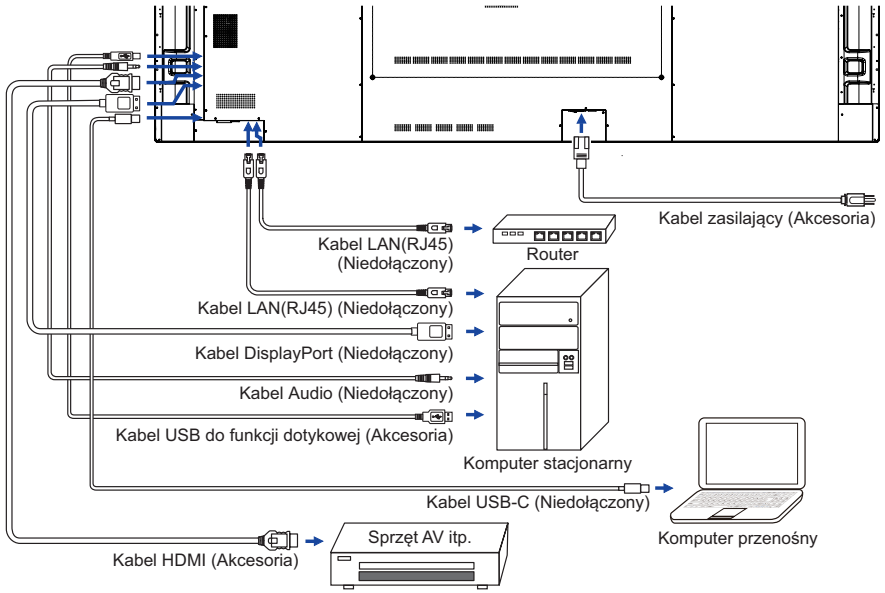 Kabel zasilający (Akcesoria)
Kabel LAN(RJ45)
(Niedołączony)
Router
Kabel LAN(RJ45) (Niedołączony)
Kabel DisplayPort (Niedołączony)
Kabel Audio (Niedołączony)
Kabel USB do funkcji dotykowej (Akcesoria)
Komputer stacjonarny
Kabel USB-C (Niedołączony)
Komputer przenośny
Sprzęt AV itp.
Kabel HDMI (Akcesoria)